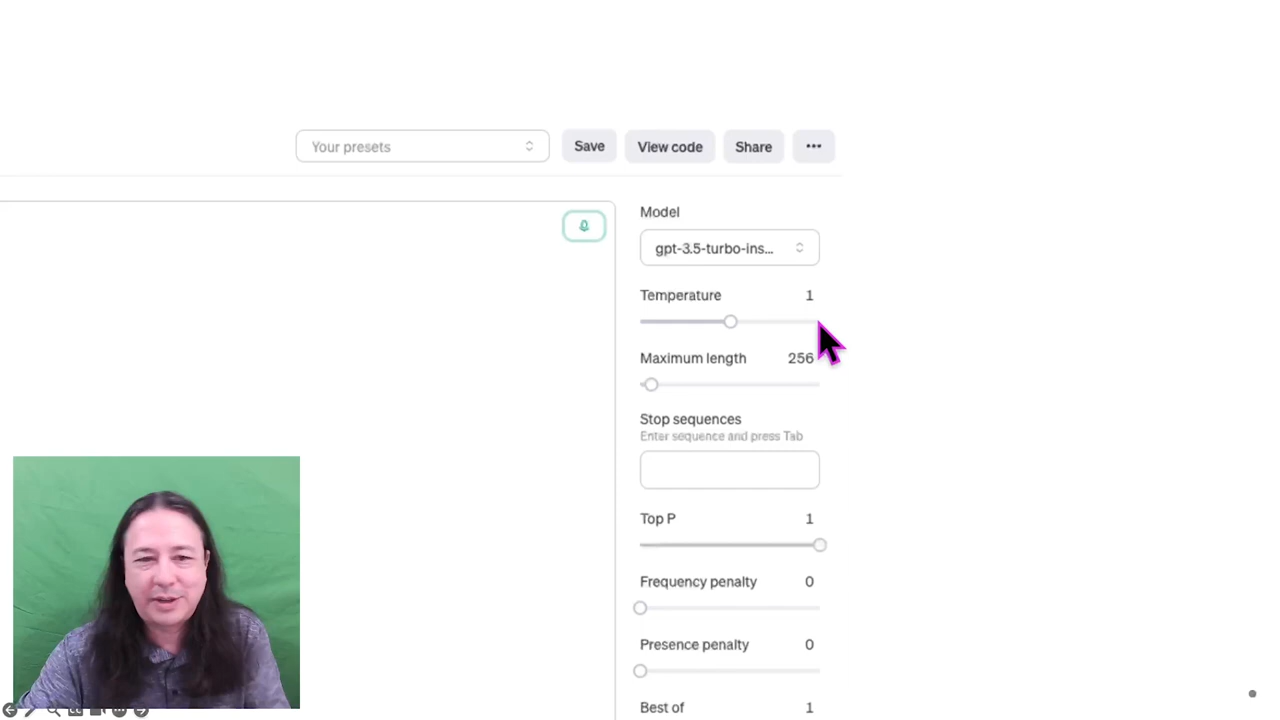 Your presets
Save
View code
Share
Model
gpt-3.5-turbo-ins...
Temperature 1
Maximum length 256
Stop sequences
Enter sequence and press Tab
Top P 1
Frequency penalty 0
Presence penalty 0
Best of 1